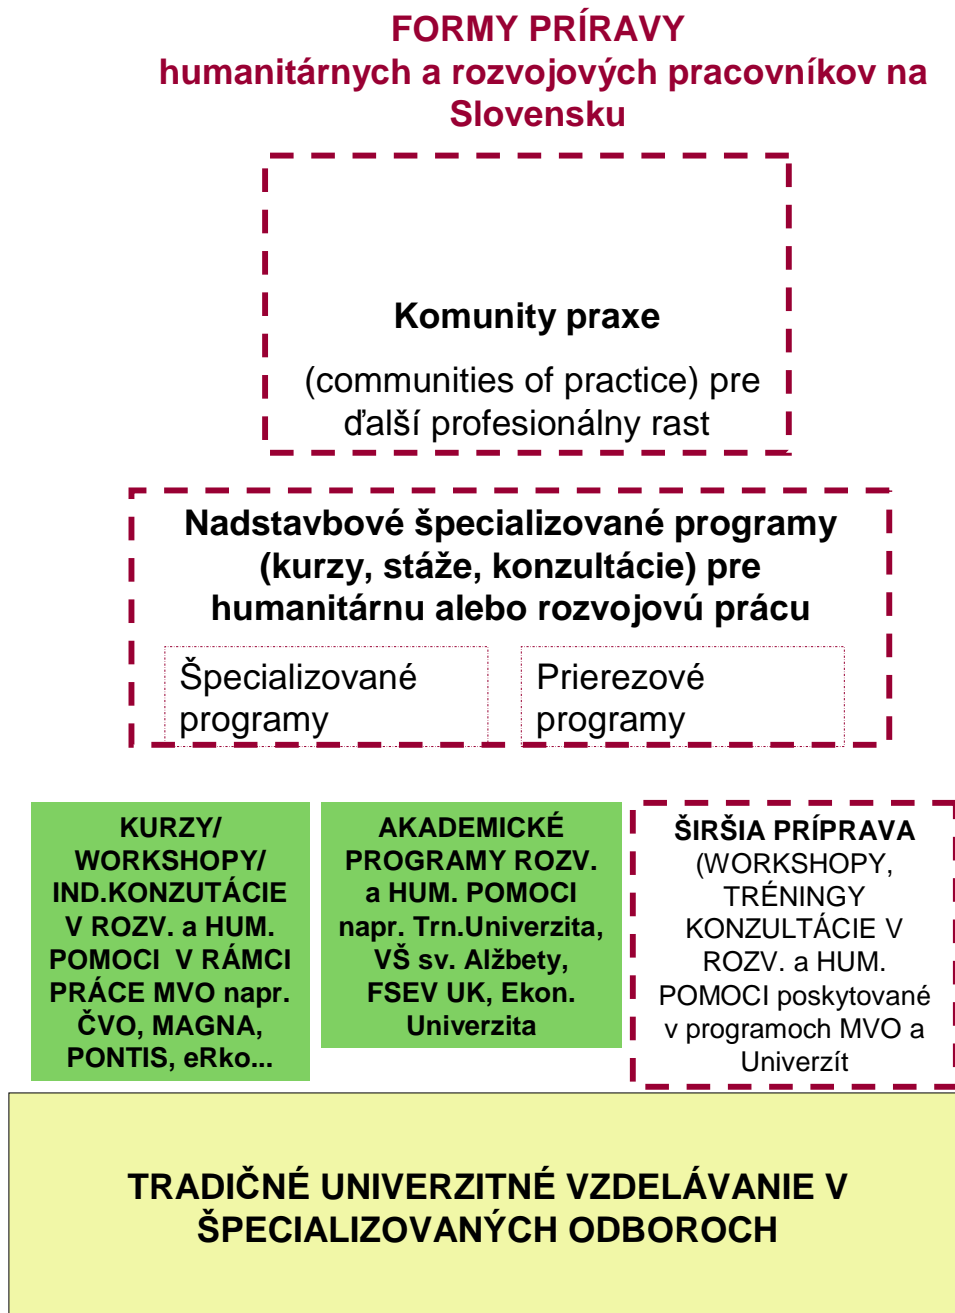 FORMY PRÍRAVY
humanitárnych a rozvojových pracovníkov na
Slovensku
Komunity praxe
(communities of practice) pre
ďalší profesionálny rast
Nadstavbové špecializované programy
(kurzy, stáže, konzultácie) pre
humanitárnu alebo rozvojovú prácu
Špecializované
programy
Prierezové
programy
KURZY/
WORKSHOPY/
IND.KONZUTÁCIE
V ROZV. a HUM.
POMOCI V RÁMCI
PRÁCE MVO napr.
ČVO, MAGNA,
PONTIS, eRko...
AKADEMICKÉ
PROGRAMY ROZV.
a HUM. POMOCI
napr. Trn.Univerzita,
VŠ sv. Alžbety,
FSEV UK, Ekon.
Univerzita
ŠIRŠIA PRÍPRAVA
(WORKSHOPY,
TRÉNINGY
KONZULTÁCIE V
ROZV. a HUM.
POMOCI poskytované
v programoch MVO a
Univerzít
TRADIČNÉ UNIVERZITNÉ VZDELÁVANIE V
ŠPECIALIZOVANÝCH ODBOROCH